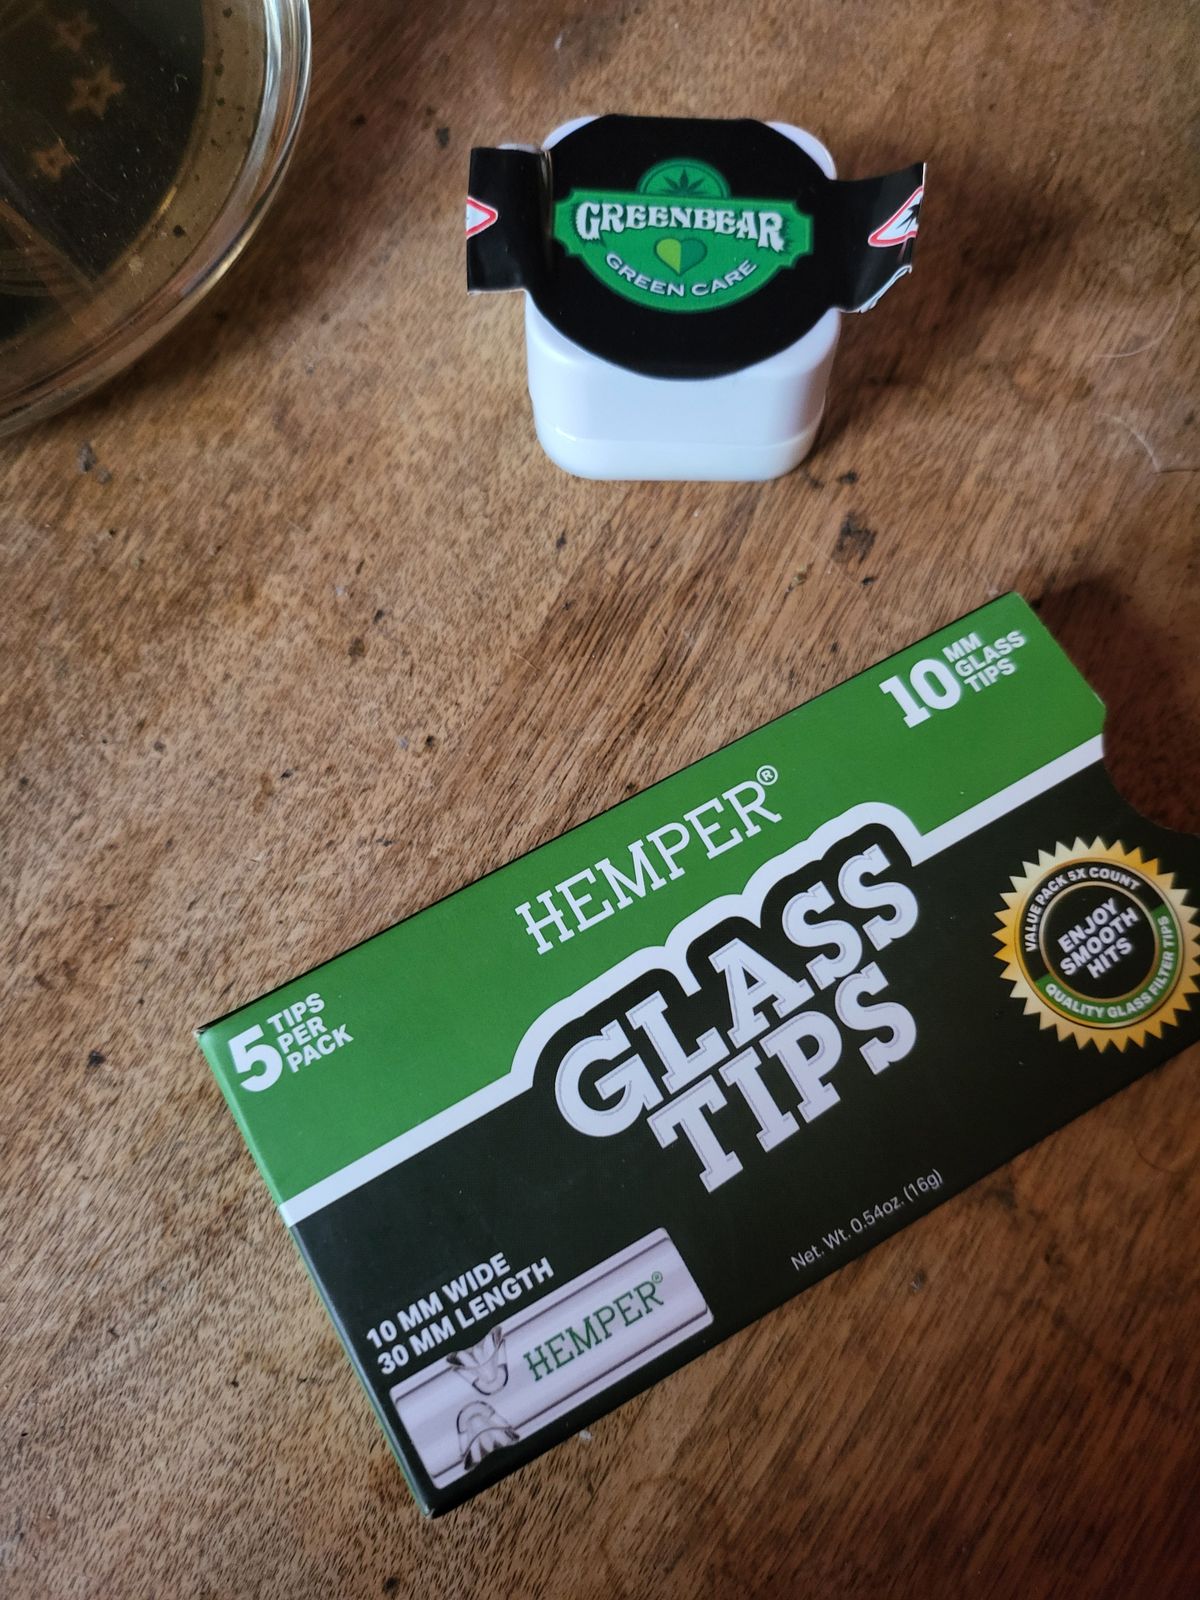 GREENBEAR
GREEN CARE
10 MM
GLASS
TIPS
HEMPER®
GLASS
TIPS
5 TIPS
PER
PACK
VALUE PACK 5X COUNT
ENJOY
SMOOTH
HITS
QUALITY GLASS FILTER TIPS
Net. Wt. 0.54oz. (16g)
10 MM WIDE
30 MM LENGTH
HEMPER®